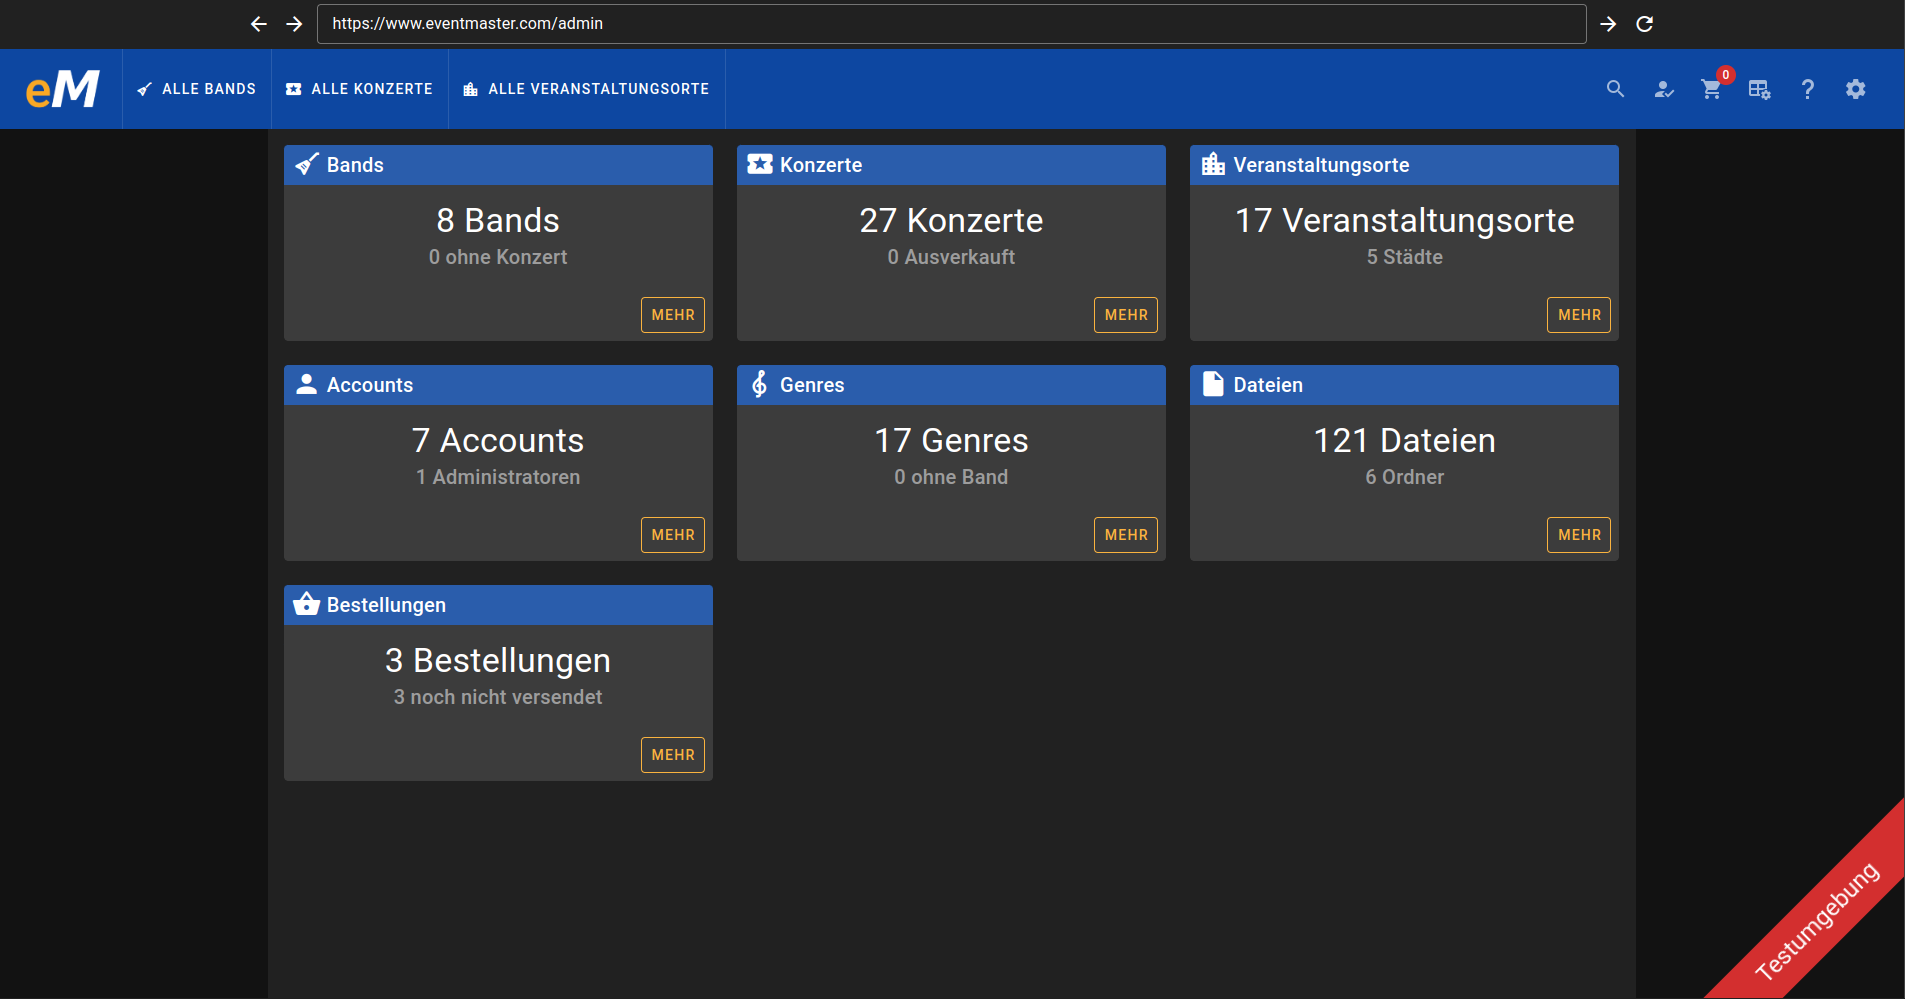 https://www.eventmaster.com/admin
eM
ALLE BANDS
ALLE KONZERTE
ALLE VERANSTALTUNGSORTE
0
?
Bands
8 Bands
0 ohne Konzert
MEHR
Konzerte
27 Konzerte
0 Ausverkauft
MEHR
Veranstaltungsorte
17 Veranstaltungsorte
5 Städte
MEHR
Accounts
7 Accounts
1 Administratoren
MEHR
Genres
17 Genres
0 ohne Band
MEHR
Dateien
121 Dateien
6 Ordner
MEHR
Bestellungen
3 Bestellungen
3 noch nicht versendet
MEHR
Testumgebung